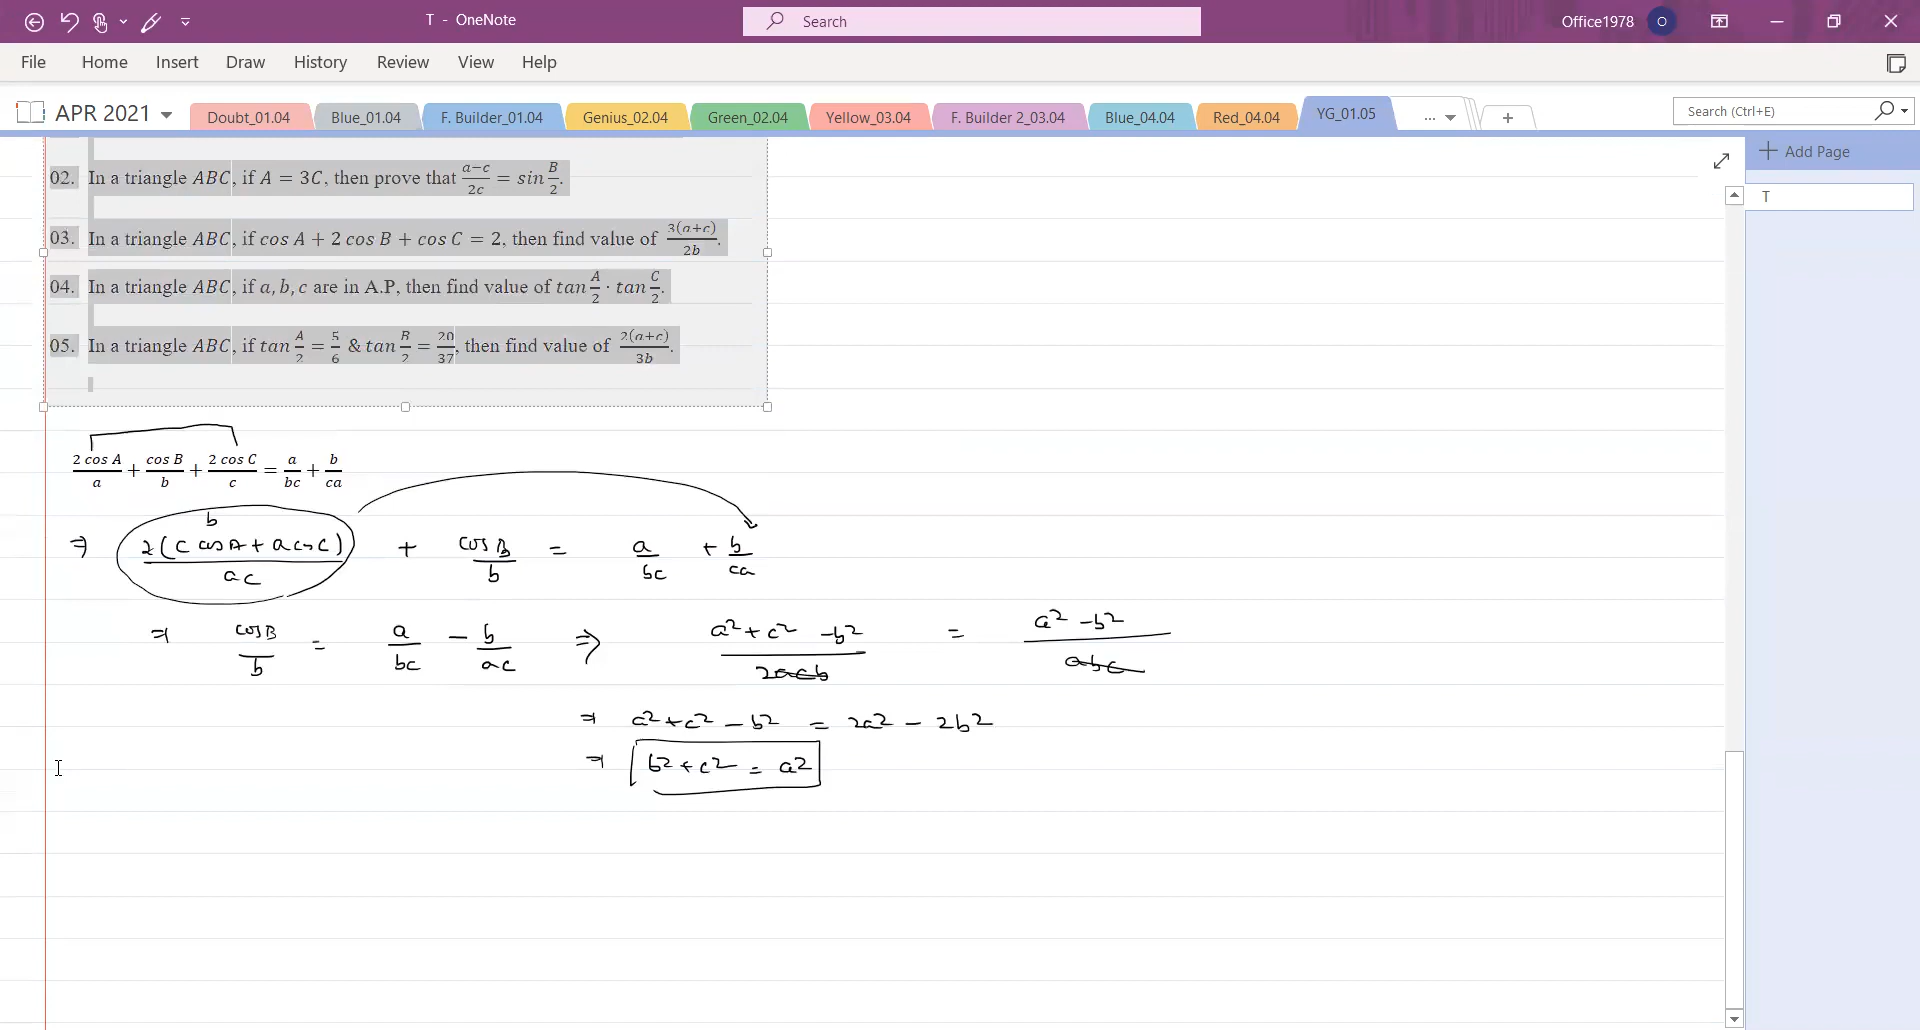 T - OneNote
Search
Office1978 O
File Home Insert Draw History Review View Help
APR 2021 Doubt_01.04 Blue_01.04 F. Builder_01.04 Genius_02.04 Green_02.04 Yellow_03.04 F. Builder 2_03.04 Blue_04.04 Red_04.04 YG_01.05 ... +
Search (Ctrl+E)
+ Add Page
T
02. In a triangle ABC, if A = 3C, then prove that (a−c)/2c = sin B/2.
03. In a triangle ABC, if cos A + 2 cos B + cos C = 2, then find value of 3(a+c)/2b.
04. In a triangle ABC, if a, b, c are in A.P, then find value of tan A/2 · tan C/2.
05. In a triangle ABC, if tan A/2 = 5/6 & tan B/2 = 20/37, then find value of 2(a+c)/3b.
2 cos A/a + cos B/b + 2 cos C/c = a/bc + b/ca
b
⇒ 2(c cosA + a cosC)/ac + cosB/b = a/bc + b/ca
⇒ cosB/b = a/bc − b/ac ⇒ (a² + c² − b²)/2acb = (a² − b²)/abc
⇒ a² + c² − b² = 2a² − 2b²
⇒ b² + c² = a²